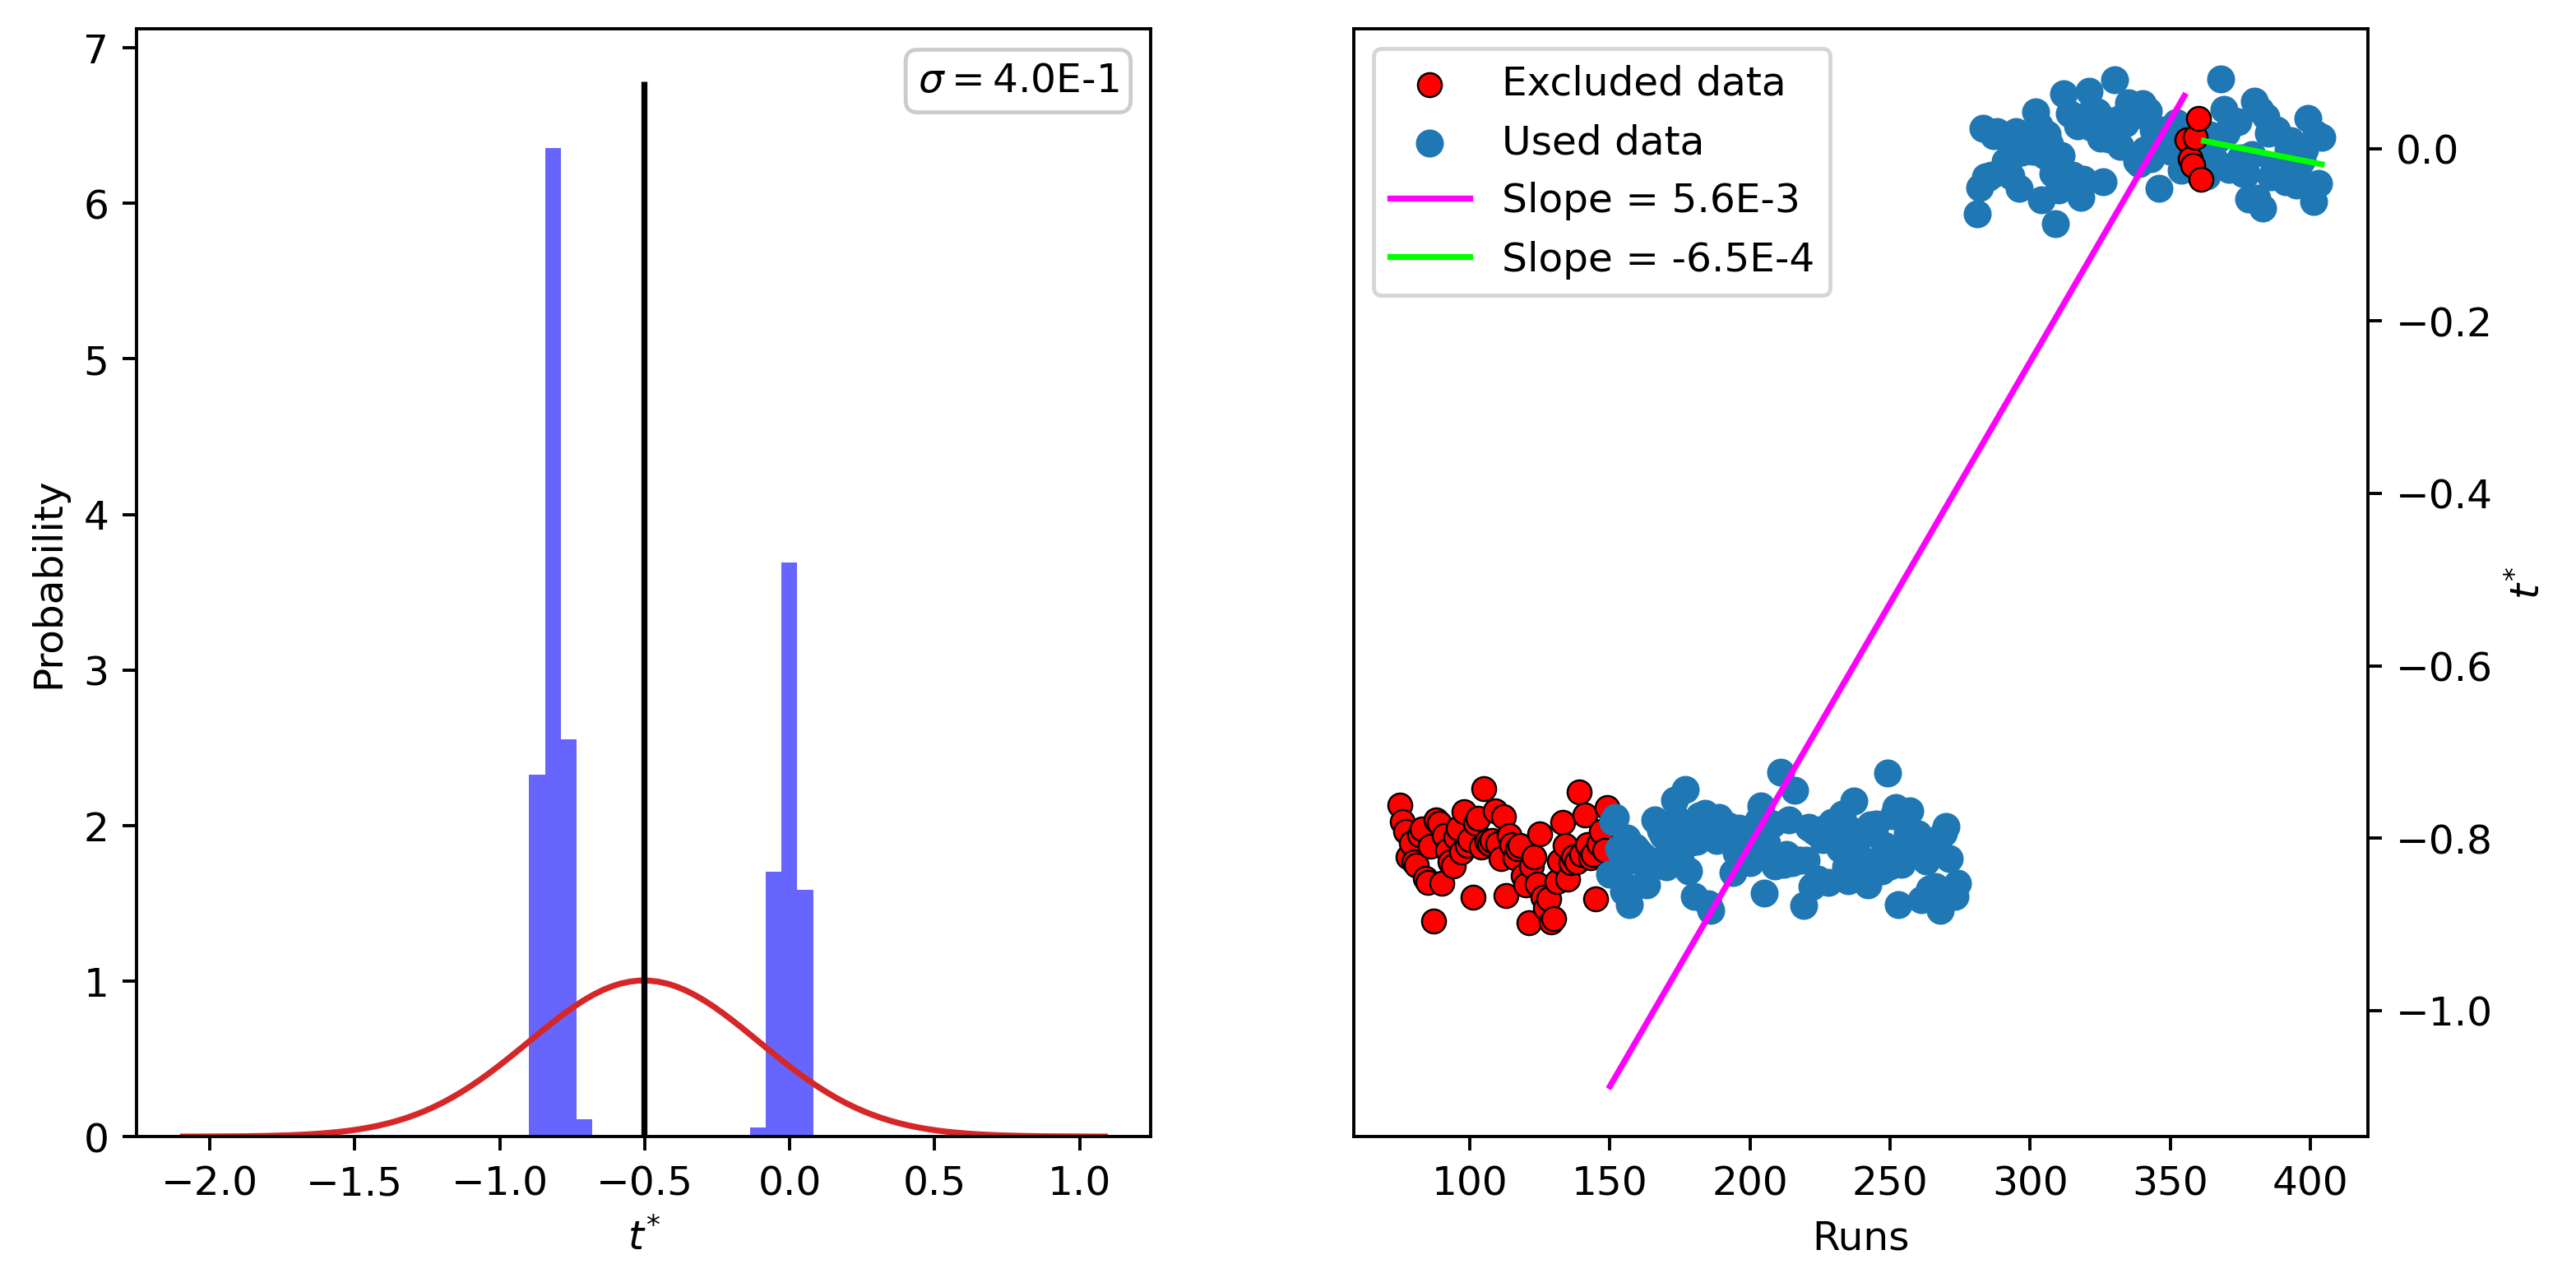 7
6
5
4
3
2
1
0
Probability
σ = 4.0E-1
−2.0 −1.5 −1.0 −0.5 0.0 0.5 1.0
t*
Excluded data
Used data
Slope = 5.6E-3
Slope = -6.5E-4
0.0
−0.2
−0.4
−0.6
−0.8
−1.0
t*
100 150 200 250 300 350 400
Runs